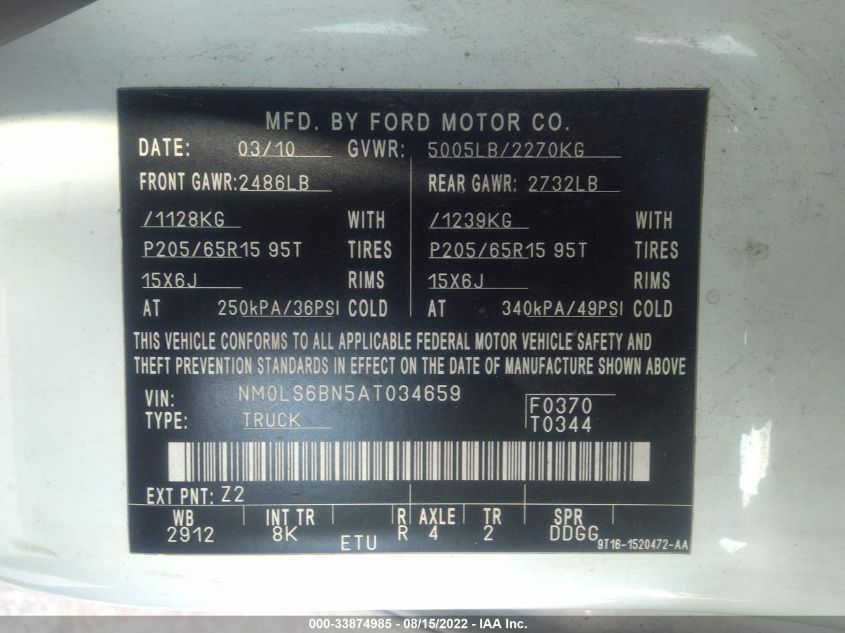 MFD. BY FORD MOTOR CO.
DATE: 03/10 GVWR: 5005LB/2270KG
FRONT GAWR: 2486LB REAR GAWR: 2732LB
/1128KG WITH /1239KG WITH
P205/65R15 95T TIRES P205/65R15 95T TIRES
15X6J RIMS 15X6J RIMS
AT 250kPA/36PSI COLD AT 340kPA/49PSI COLD
THIS VEHICLE CONFORMS TO ALL APPLICABLE FEDERAL MOTOR VEHICLE SAFETY AND
THEFT PREVENTION STANDARDS IN EFFECT ON THE DATE OF MANUFACTURE SHOWN ABOVE
VIN: NM0LS6BN5AT034659 F0370
TYPE: TRUCK T0344
EXT PNT: Z2
WB INT TR R AXLE TR SPR
2912 8K ETU R 4 2 DDGG 9T16-1520472-AA
000-33874985 - 08/15/2022 - IAA Inc.